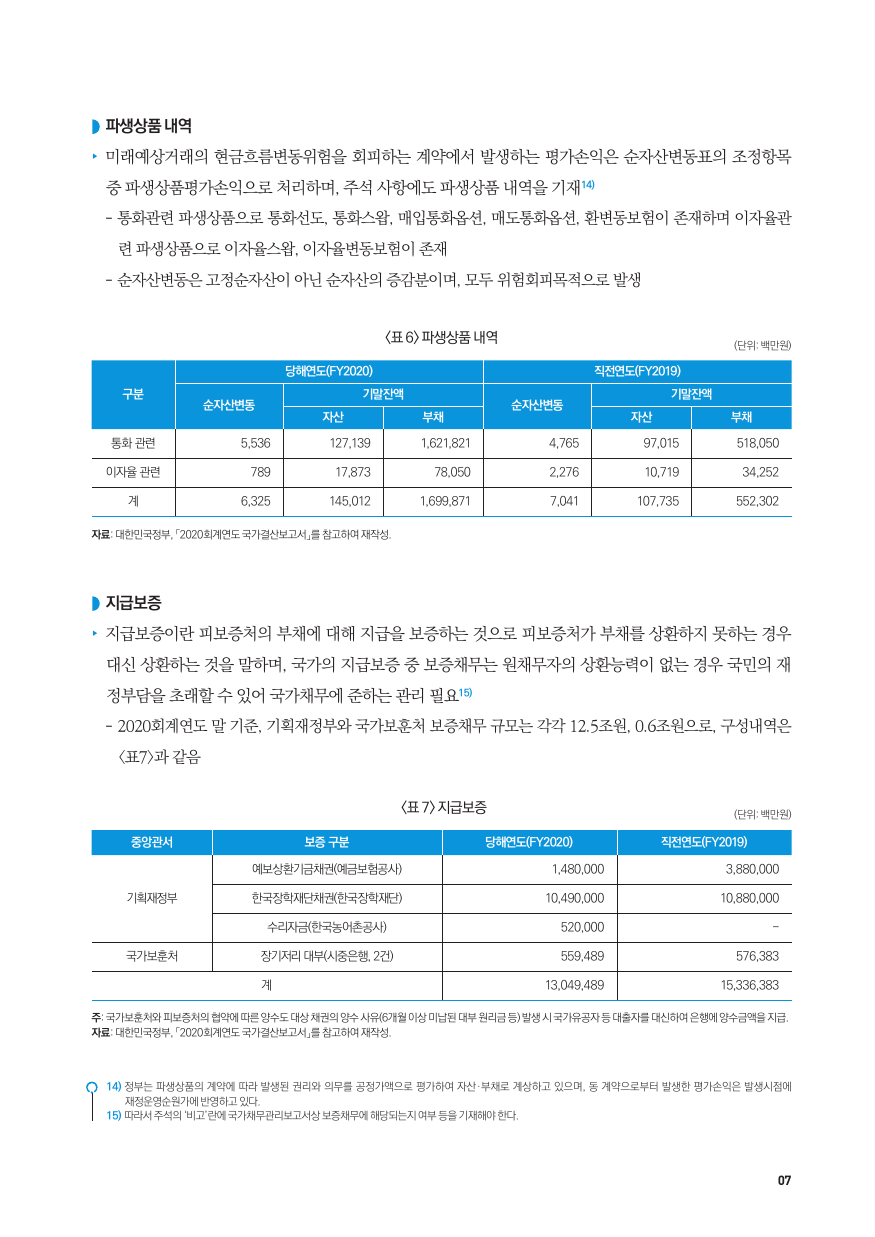 파생상품 내역
‣ 미래예상거래의 현금흐름변동위험을 회피하는 계약에서 발생하는 평가손익은 순자산변동표의 조정항목
중 파생상품평가손익으로 처리하며, 주석 사항에도 파생상품 내역을 기재14)
- 통화관련 파생상품으로 통화선도, 통화스왑, 매입통화옵션, 매도통화옵션, 환변동보험이 존재하며 이자율관
련 파생상품으로 이자율스왑, 이자율변동보험이 존재
- 순자산변동은 고정순자산이 아닌 순자산의 증감분이며, 모두 위험회피목적으로 발생
〈표 6〉 파생상품 내역
(단위: 백만원)
구분 당해연도(FY2020) 직전연도(FY2019)
순자산변동 기말잔액 순자산변동 기말잔액
자산 부채 자산 부채
통화 관련 5,536 127,139 1,621,821 4,765 97,015 518,050
이자율 관련 789 17,873 78,050 2,276 10,719 34,252
계 6,325 145,012 1,699,871 7,041 107,735 552,302
자료: 대한민국정부, 「2020회계연도 국가결산보고서」를 참고하여 재작성.
지급보증
‣ 지급보증이란 피보증처의 부채에 대해 지급을 보증하는 것으로 피보증처가 부채를 상환하지 못하는 경우
대신 상환하는 것을 말하며, 국가의 지급보증 중 보증채무는 원채무자의 상환능력이 없는 경우 국민의 재
정부담을 초래할 수 있어 국가채무에 준하는 관리 필요15)
- 2020회계연도 말 기준, 기획재정부와 국가보훈처 보증채무 규모는 각각 12.5조원, 0.6조원으로, 구성내역은
〈표7〉과 같음
〈표 7〉 지급보증
(단위: 백만원)
중앙관서 보증 구분 당해연도(FY2020) 직전연도(FY2019)
기획재정부 예보상환기금채권(예금보험공사) 1,480,000 3,880,000
한국장학재단채권(한국장학재단) 10,490,000 10,880,000
수리자금(한국농어촌공사) 520,000 -
국가보훈처 장기저리 대부(시중은행, 2건) 559,489 576,383
계 13,049,489 15,336,383
주: 국가보훈처와 피보증처의 협약에 따른 양수도 대상 채권의 양수 사유(6개월 이상 미납된 대부 원리금 등) 발생 시 국가유공자 등 대출자를 대신하여 은행에 양수금액을 지급.
자료: 대한민국정부, 「2020회계연도 국가결산보고서」를 참고하여 재작성.
14) 정부는 파생상품의 계약에 따라 발생된 권리와 의무를 공정가액으로 평가하여 자산·부채로 계상하고 있으며, 동 계약으로부터 발생한 평가손익은 발생시점에
재정운영순원가에 반영하고 있다.
15) 따라서 주석의 '비고'란에 국가채무관리보고서상 보증채무에 해당되는지 여부 등을 기재해야 한다.
07